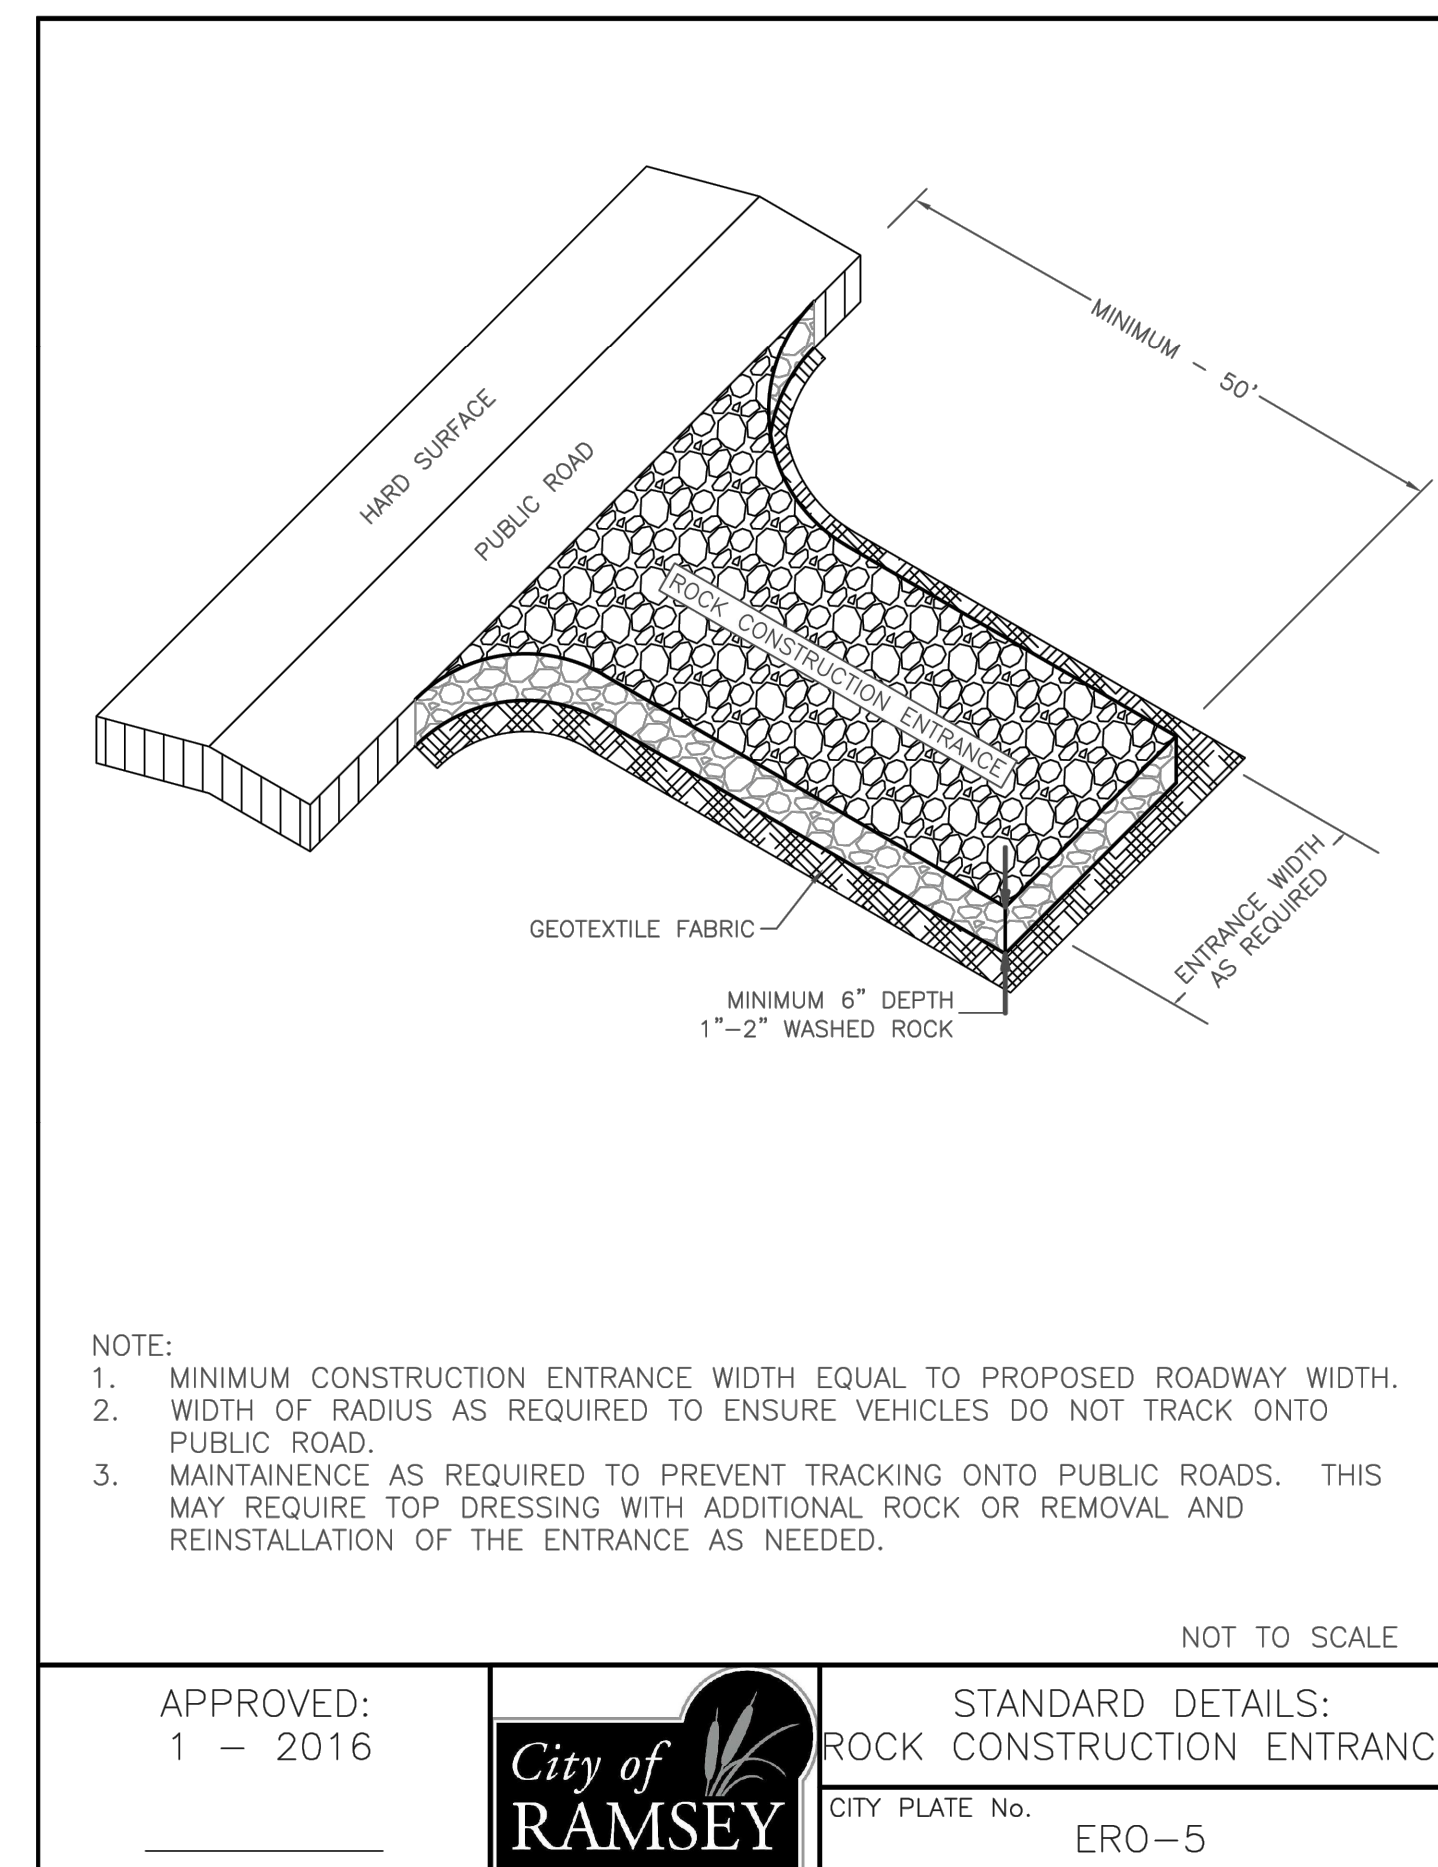 MINIMUM - 50'
HARD SURFACE
PUBLIC ROAD
ROCK CONSTRUCTION ENTRANCE
ENTRANCE WIDTH
AS REQUIRED
GEOTEXTILE FABRIC
MINIMUM 6" DEPTH
1"-2" WASHED ROCK
NOTE:
1. MINIMUM CONSTRUCTION ENTRANCE WIDTH EQUAL TO PROPOSED ROADWAY WIDTH.
2. WIDTH OF RADIUS AS REQUIRED TO ENSURE VEHICLES DO NOT TRACK ONTO
PUBLIC ROAD.
3. MAINTAINENCE AS REQUIRED TO PREVENT TRACKING ONTO PUBLIC ROADS. THIS
MAY REQUIRE TOP DRESSING WITH ADDITIONAL ROCK OR REMOVAL AND
REINSTALLATION OF THE ENTRANCE AS NEEDED.
NOT TO SCALE
APPROVED:
1 - 2016
City of
RAMSEY
STANDARD DETAILS:
ROCK CONSTRUCTION ENTRANC
CITY PLATE No.
ERO-5